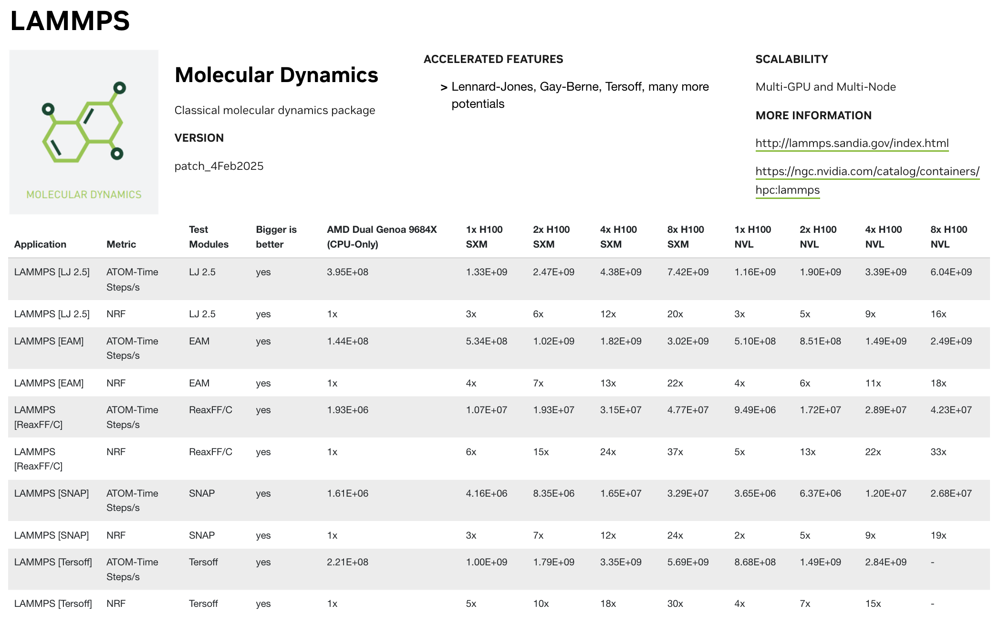 LAMMPS
MOLECULAR DYNAMICS
Molecular Dynamics
Classical molecular dynamics package
VERSION
patch_4Feb2025
ACCELERATED FEATURES
> Lennard-Jones, Gay-Berne, Tersoff, many more
potentials
SCALABILITY
Multi-GPU and Multi-Node
MORE INFORMATION
http://lammps.sandia.gov/index.html
https://ngc.nvidia.com/catalog/containers/
hpc:lammps
Test Bigger is AMD Dual Genoa 9684X 1x H100 2x H100 4x H100 8x H100 1x H100 2x H100 4x H100 8x H100
Application Metric Modules better (CPU-Only) SXM SXM SXM SXM NVL NVL NVL NVL
LAMMPS [LJ 2.5] ATOM-Time LJ 2.5 yes 3.95E+08 1.33E+09 2.47E+09 4.38E+09 7.42E+09 1.16E+09 1.90E+09 3.39E+09 6.04E+09
Steps/s
LAMMPS [LJ 2.5] NRF LJ 2.5 yes 1x 3x 6x 12x 20x 3x 5x 9x 16x
LAMMPS [EAM] ATOM-Time EAM yes 1.44E+08 5.34E+08 1.02E+09 1.82E+09 3.02E+09 5.10E+08 8.51E+08 1.49E+09 2.49E+09
Steps/s
LAMMPS [EAM] NRF EAM yes 1x 4x 7x 13x 22x 4x 6x 11x 18x
LAMMPS ATOM-Time ReaxFF/C yes 1.93E+06 1.07E+07 1.93E+07 3.15E+07 4.77E+07 9.49E+06 1.72E+07 2.89E+07 4.23E+07
[ReaxFF/C] Steps/s
LAMMPS NRF ReaxFF/C yes 1x 6x 15x 24x 37x 5x 13x 22x 33x
[ReaxFF/C]
LAMMPS [SNAP] ATOM-Time SNAP yes 1.61E+06 4.16E+06 8.35E+06 1.65E+07 3.29E+07 3.65E+06 6.37E+06 1.20E+07 2.68E+07
Steps/s
LAMMPS [SNAP] NRF SNAP yes 1x 3x 7x 12x 24x 2x 5x 9x 19x
LAMMPS [Tersoff] ATOM-Time Tersoff yes 2.21E+08 1.00E+09 1.79E+09 3.35E+09 5.69E+09 8.68E+08 1.49E+09 2.84E+09 -
Steps/s
LAMMPS [Tersoff] NRF Tersoff yes 1x 5x 10x 18x 30x 4x 7x 15x -